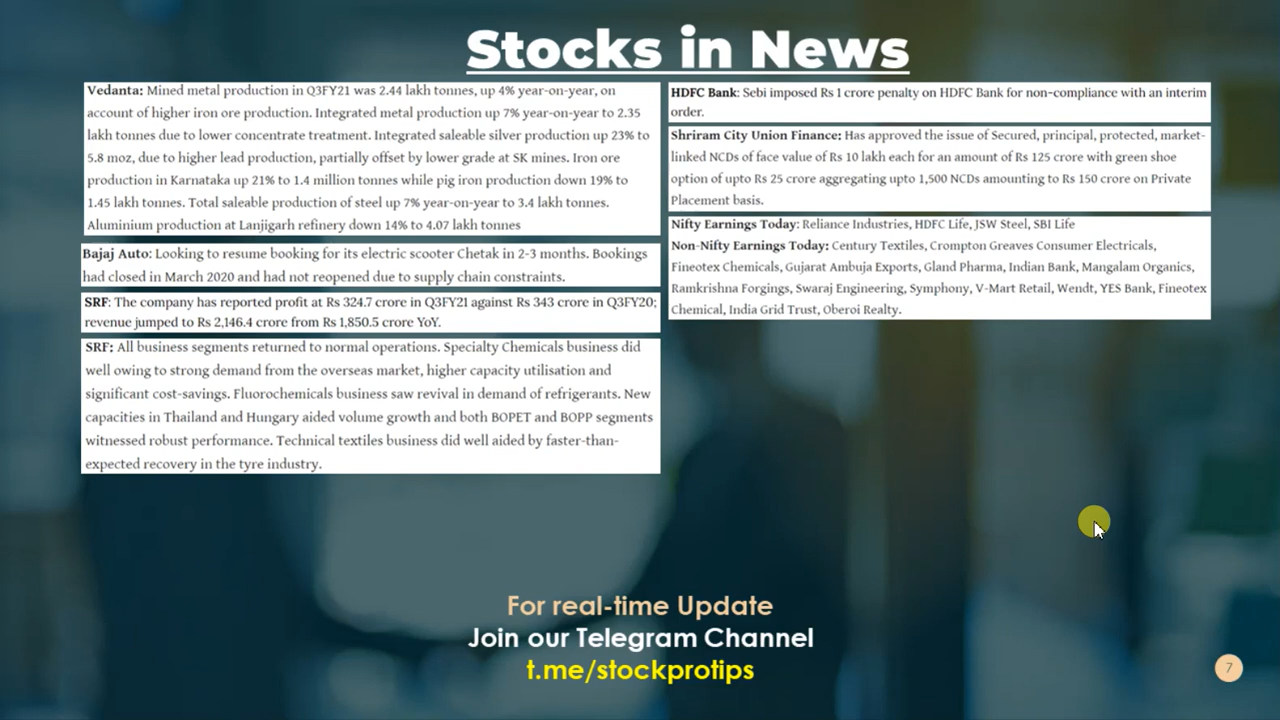 Stocks in News
Vedanta: Mined metal production in Q3FY21 was 2.44 lakh tonnes, up 4% year-on-year, on
account of higher iron ore production. Integrated metal production up 7% year-on-year to 2.35
lakh tonnes due to lower concentrate treatment. Integrated saleable silver production up 23% to
5.8 moz, due to higher lead production, partially offset by lower grade at SK mines. Iron ore
production in Karnataka up 21% to 1.4 million tonnes while pig iron production down 19% to
1.45 lakh tonnes. Total saleable production of steel up 7% year-on-year to 3.4 lakh tonnes.
Aluminium production at Lanjigarh refinery down 14% to 4.07 lakh tonnes
Bajaj Auto: Looking to resume booking for its electric scooter Chetak in 2-3 months. Bookings
had closed in March 2020 and had not reopened due to supply chain constraints.
SRF: The company has reported profit at Rs 324.7 crore in Q3FY21 against Rs 343 crore in Q3FY20;
revenue jumped to Rs 2,146.4 crore from Rs 1,850.5 crore YoY.
SRF: All business segments returned to normal operations. Specialty Chemicals business did
well owing to strong demand from the overseas market, higher capacity utilisation and
significant cost-savings. Fluorochemicals business saw revival in demand of refrigerants. New
capacities in Thailand and Hungary aided volume growth and both BOPET and BOPP segments
witnessed robust performance. Technical textiles business did well aided by faster-than-
expected recovery in the tyre industry.
HDFC Bank: Sebi imposed Rs 1 crore penalty on HDFC Bank for non-compliance with an interim
order.
Shriram City Union Finance: Has approved the issue of Secured, principal, protected, market-
linked NCDs of face value of Rs 10 lakh each for an amount of Rs 125 crore with green shoe
option of upto Rs 25 crore aggregating upto 1,500 NCDs amounting to Rs 150 crore on Private
Placement basis.
Nifty Earnings Today: Reliance Industries, HDFC Life, JSW Steel, SBI Life
Non-Nifty Earnings Today: Century Textiles, Crompton Greaves Consumer Electricals,
Fineotex Chemicals, Gujarat Ambuja Exports, Gland Pharma, Indian Bank, Mangalam Organics,
Ramkrishna Forgings, Swaraj Engineering, Symphony, V-Mart Retail, Wendt, YES Bank, Fineotex
Chemical, India Grid Trust, Oberoi Realty.
For real-time Update
Join our Telegram Channel
t.me/stockprotips
7